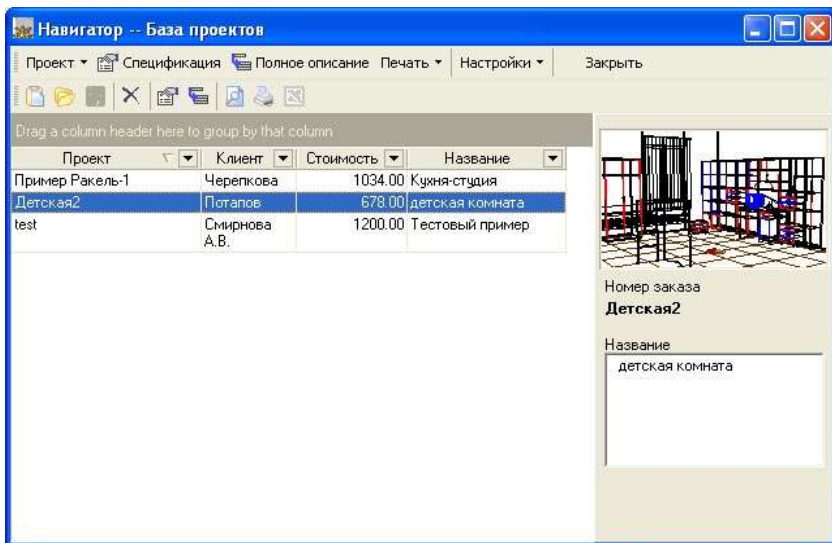 Навигатор -- База проектов
Проект Спецификация Полное описание Печать Настройки Закрыть
Drag a column header here to group by that column
Проект Клиент Стоимость Название
Пример Ракель-1 Черепкова 1034.00 Кухня-студия
Детская2 Потапов 678.00 детская комната
test Смирнова А.В. 1200.00 Тестовый пример
Номер заказа
Детская2
Название
детская комната